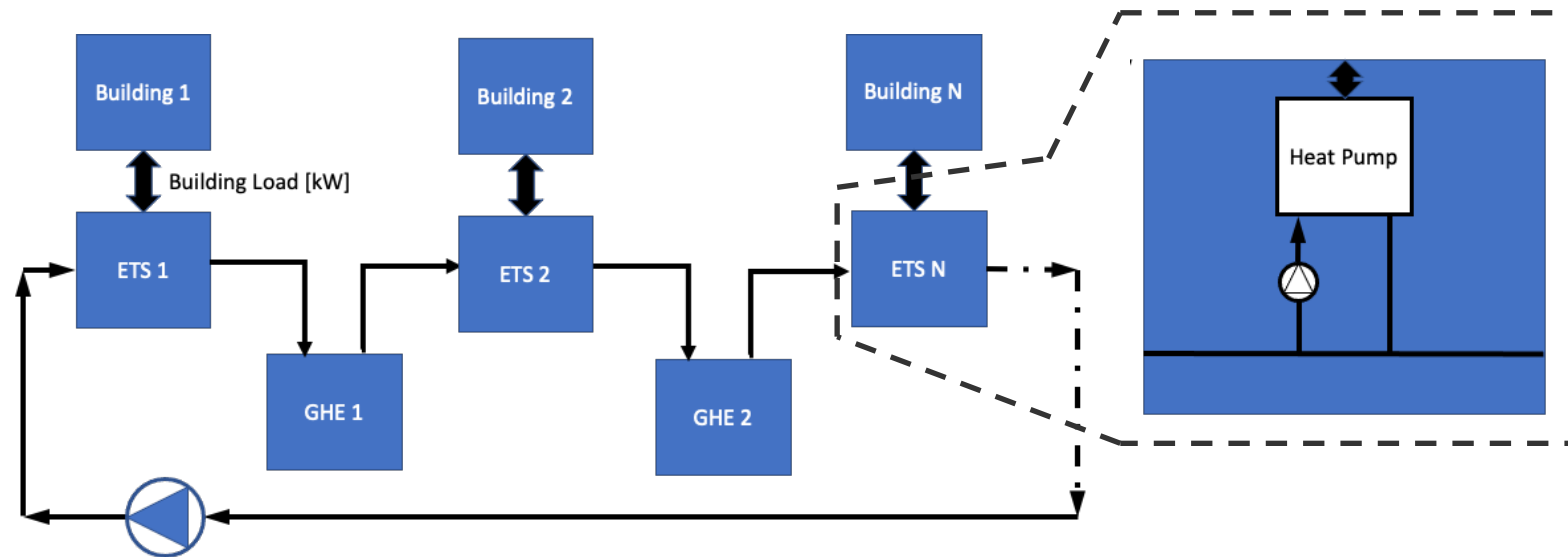 Building 1
Building 2
Building N
Heat Pump
Building Load [kW]
ETS 1
ETS 2
ETS N
GHE 1
GHE 2